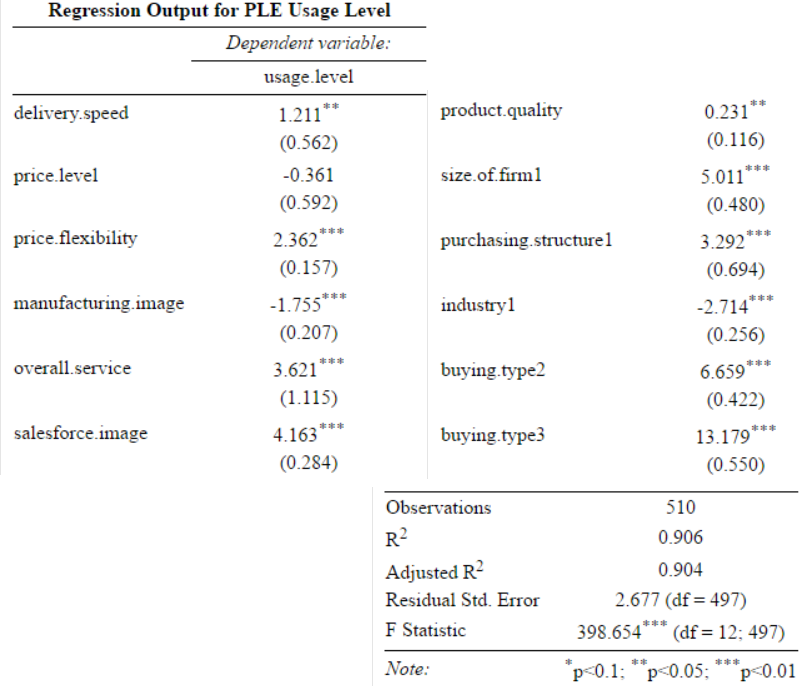 Regression Output for PLE Usage Level
Dependent variable:
usage.level
delivery.speed 1.211**
(0.562)
price.level -0.361
(0.592)
price.flexibility 2.362***
(0.157)
manufacturing.image -1.755***
(0.207)
overall.service 3.621***
(1.115)
salesforce.image 4.163***
(0.284)
product.quality 0.231**
(0.116)
size.of.firm1 5.011***
(0.480)
purchasing.structure1 3.292***
(0.694)
industry1 -2.714***
(0.256)
buying.type2 6.659***
(0.422)
buying.type3 13.179***
(0.550)
Observations 510
R2 0.906
Adjusted R2 0.904
Residual Std. Error 2.677 (df = 497)
F Statistic 398.654*** (df = 12; 497)
Note: *p<0.1; **p<0.05; ***p<0.01